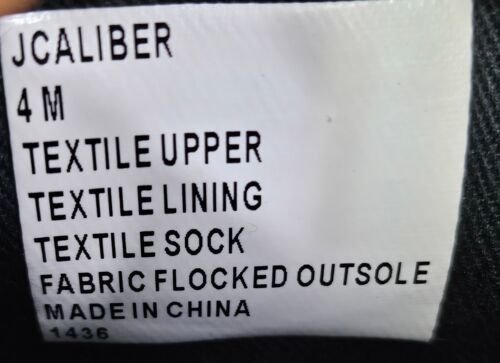 JCALIBER
4 M
TEXTILE UPPER
TEXTILE LINING
TEXTILE SOCK
FABRIC FLOCKED OUTSOLE
MADE IN CHINA
1436